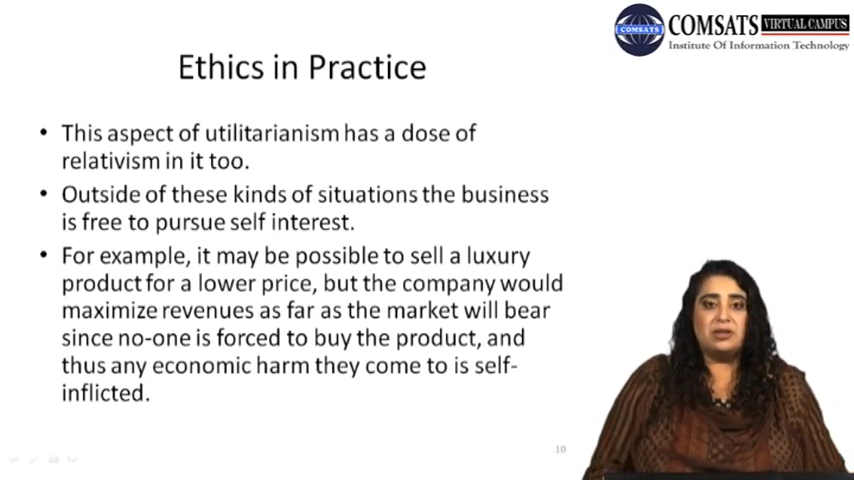 COMSATS VIRTUAL CAMPUS
COMSATS
Institute Of Information Technology
Ethics in Practice
• This aspect of utilitarianism has a dose of
relativism in it too.
• Outside of these kinds of situations the business
is free to pursue self interest.
• For example, it may be possible to sell a luxury
product for a lower price, but the company would
maximize revenues as far as the market will bear
since no-one is forced to buy the product, and
thus any economic harm they come to is self-
inflicted.
10